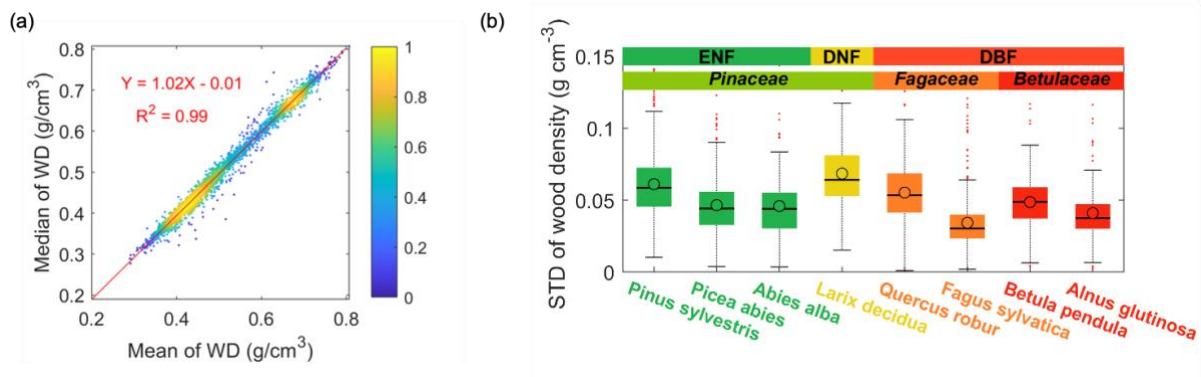 (a)
Median of WD (g/cm³)
0.8
0.7
0.6
0.5
0.4
0.3
0.2
Y = 1.02X - 0.01
R² = 0.99
0.2 0.4 0.6 0.8
Mean of WD (g/cm³)
1
0.8
0.6
0.4
0.2
0
(b)
STD of wood density (g cm⁻³)
0.15
0.1
0.05
0
ENF DNF DBF
Pinaceae Fagaceae Betulaceae
Pinus sylvestris
Picea abies
Abies alba
Larix decidua
Quercus robur
Fagus sylvatica
Betula pendula
Alnus glutinosa